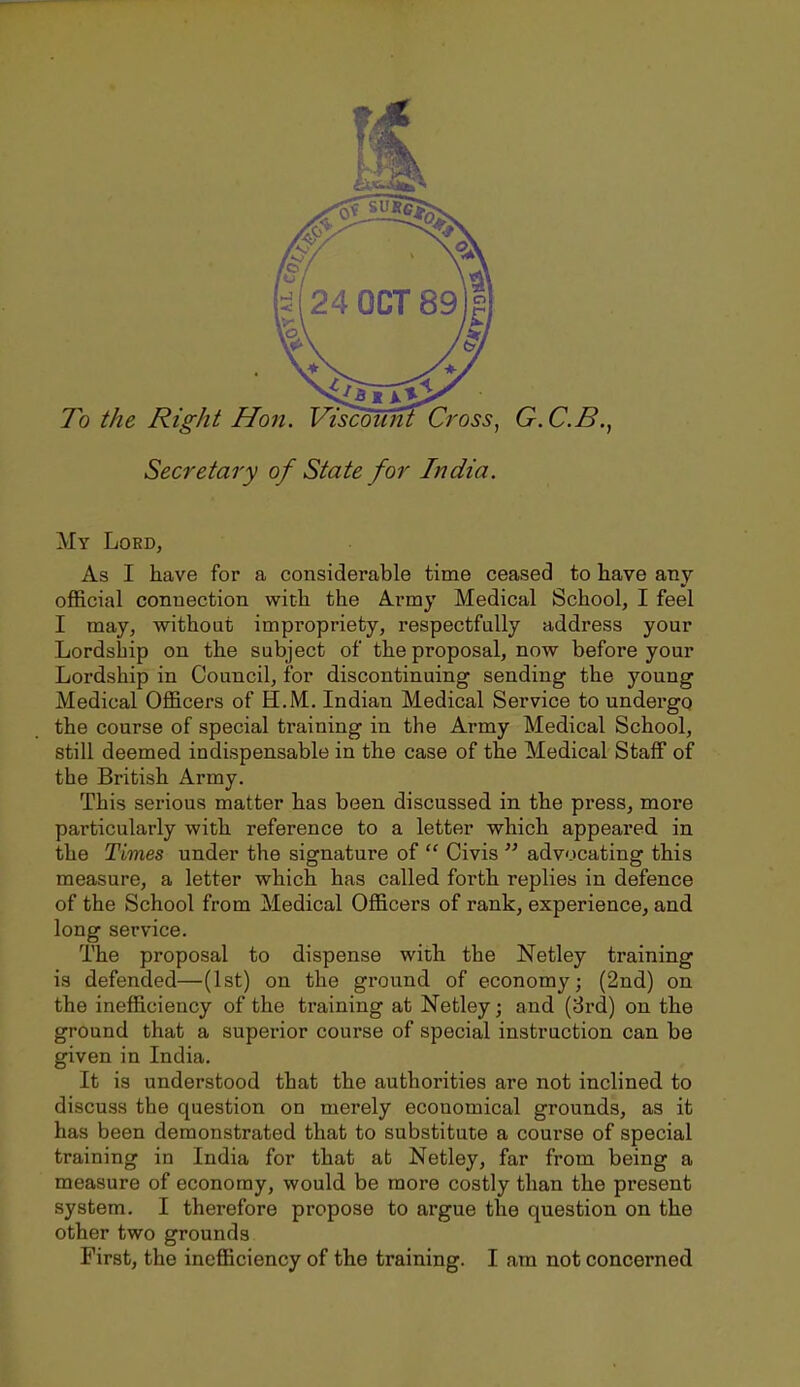 ROYAL COLLEGE OF SURGEONS OF ENGLAND
24 OCT 89
* LIBRARY *
To the Right Hon. Viscount Cross, G.C.B.,
Secretary of State for India.
My Lord,
As I have for a considerable time ceased to have any
official connection with the Army Medical School, I feel
I may, without impropriety, respectfully address your
Lordship on the subject of the proposal, now before your
Lordship in Council, for discontinuing sending the young
Medical Officers of H.M. Indian Medical Service to undergo
the course of special training in the Army Medical School,
still deemed indispensable in the case of the Medical Staff of
the British Army.
This serious matter has been discussed in the press, more
particularly with reference to a letter which appeared in
the Times under the signature of “ Civis ” advocating this
measure, a letter which has called forth replies in defence
of the School from Medical Officers of rank, experience, and
long service.
The proposal to dispense with the Netley training
is defended—(1st) on the ground of economy; (2nd) on
the inefficiency of the training at Netley; and (3rd) on the
ground that a superior course of special instruction can be
given in India.
It is understood that the authorities are not inclined to
discuss the question on merely economical grounds, as it
has been demonstrated that to substitute a course of special
training in India for that at Netley, far from being a
measure of economy, would be more costly than the present
system. I therefore propose to argue the question on the
other two grounds
First, the inefficiency of the training. I am not concerned